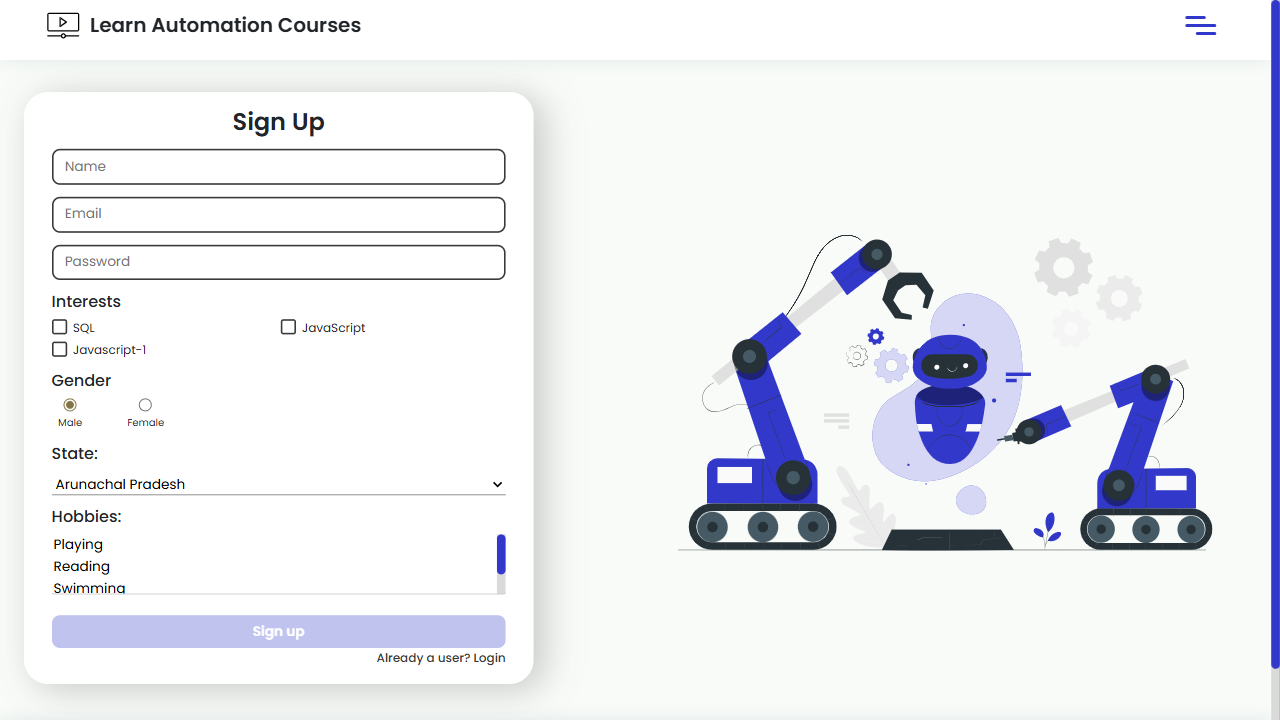 Learn Automation Courses
Sign Up
Name
Email
Password
Interests
SQL JavaScript
Javascript-1
Gender
Male Female
State:
Arunachal Pradesh
Hobbies:
Playing
Reading
Swimming
Sign up
Already a user? Login